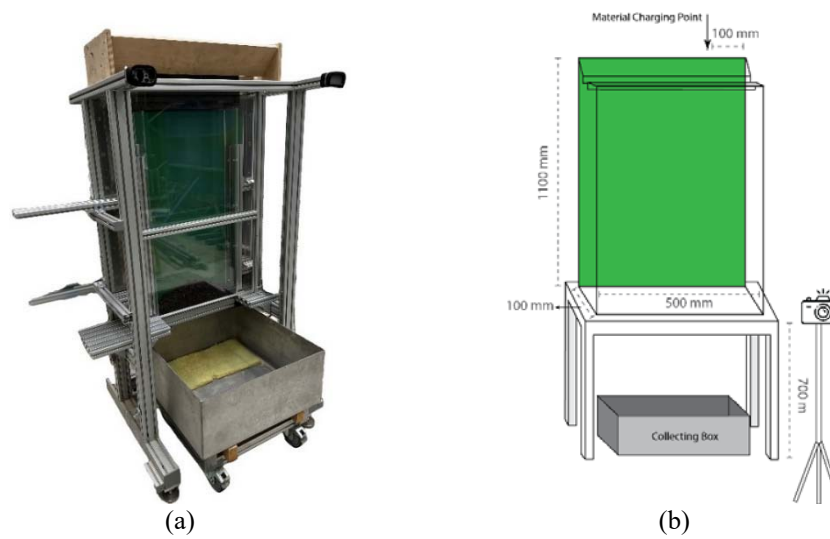 Material Charging Point
100 mm
1100 mm
100 mm
500 mm
700 m
Collecting Box
(a)
(b)